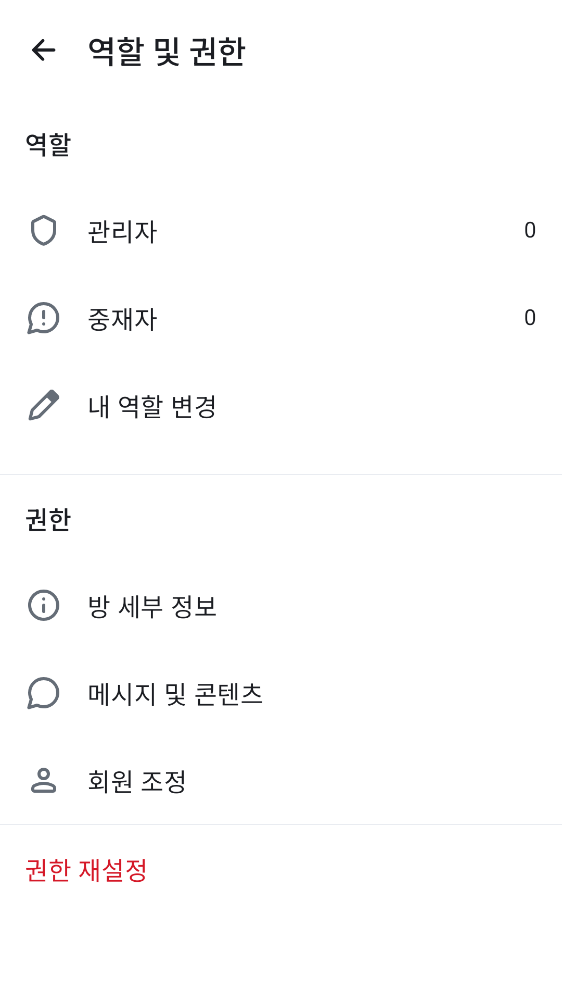 역할 및 권한
역할
관리자 0
중재자 0
내 역할 변경
권한
방 세부 정보
메시지 및 콘텐츠
회원 조정
권한 재설정